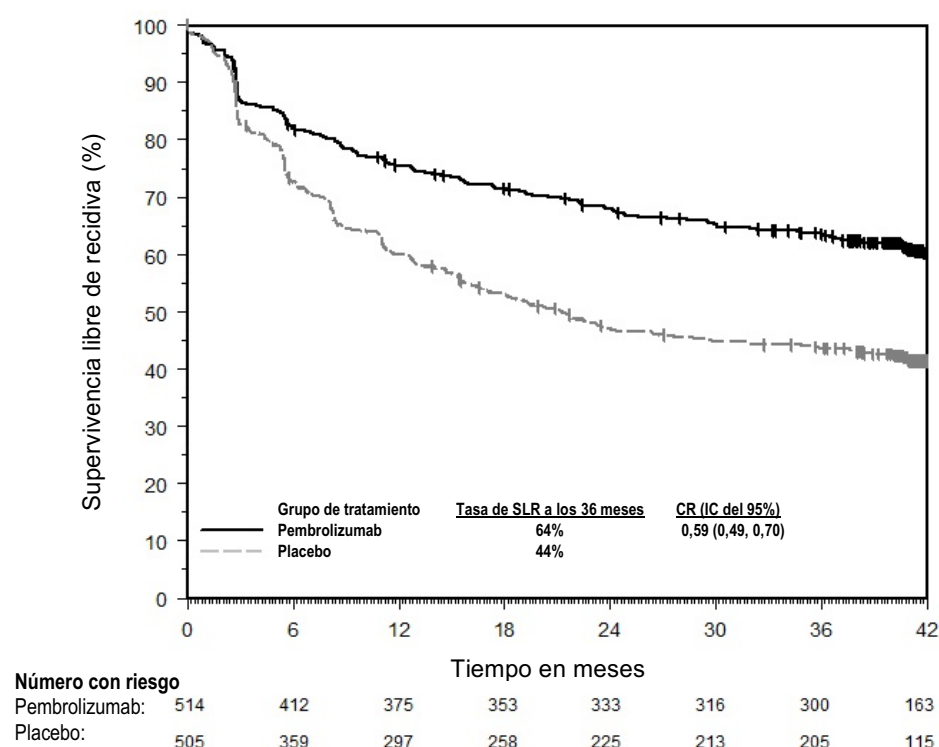 100
90
80
70
60
50
40
30
20
10
0
Supervivencia libre de recidiva (%)
Grupo de tratamiento Tasa de SLR a los 36 meses CR (IC del 95%)
Pembrolizumab 64% 0,59 (0,49, 0,70)
Placebo 44%
0 6 12 18 24 30 36 42
Tiempo en meses
Número con riesgo
Pembrolizumab: 514 412 375 353 333 316 300 163
Placebo: 505 359 297 258 225 213 205 115